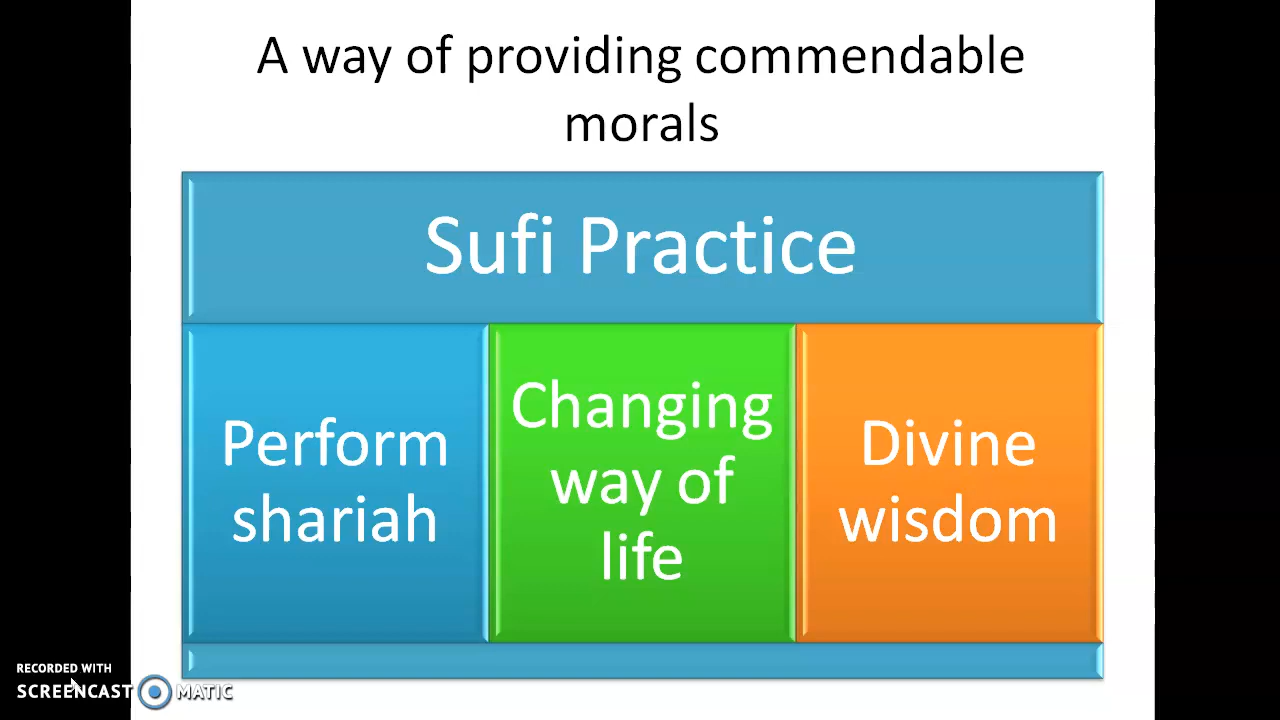 A way of providing commendable
morals
Sufi Practice
Perform
shariah
Changing
way of
life
Divine
wisdom
RECORDED WITH
SCREENCAST MATIC